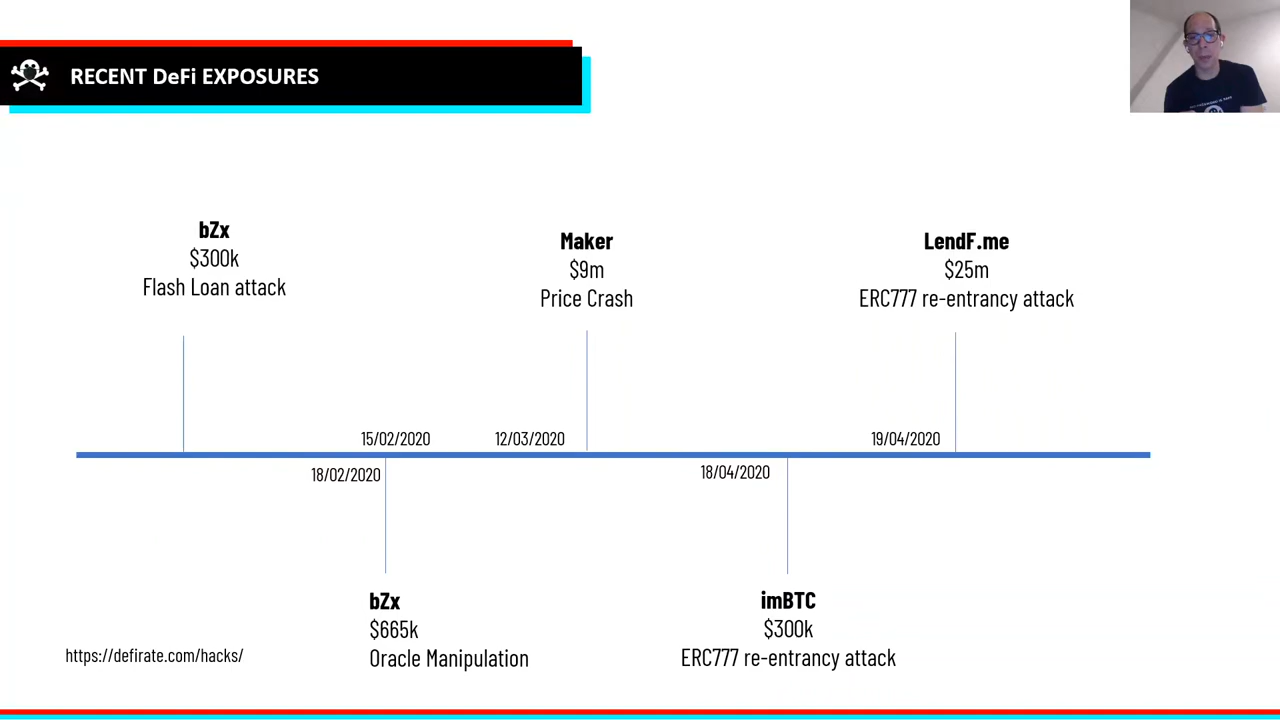 RECENT DeFi EXPOSURES
bZx
$300k
Flash Loan attack
Maker
$9m
Price Crash
LendF.me
$25m
ERC777 re-entrancy attack
15/02/2020
12/03/2020
19/04/2020
18/02/2020
18/04/2020
bZx
$665k
Oracle Manipulation
imBTC
$300k
ERC777 re-entrancy attack
https://defirate.com/hacks/